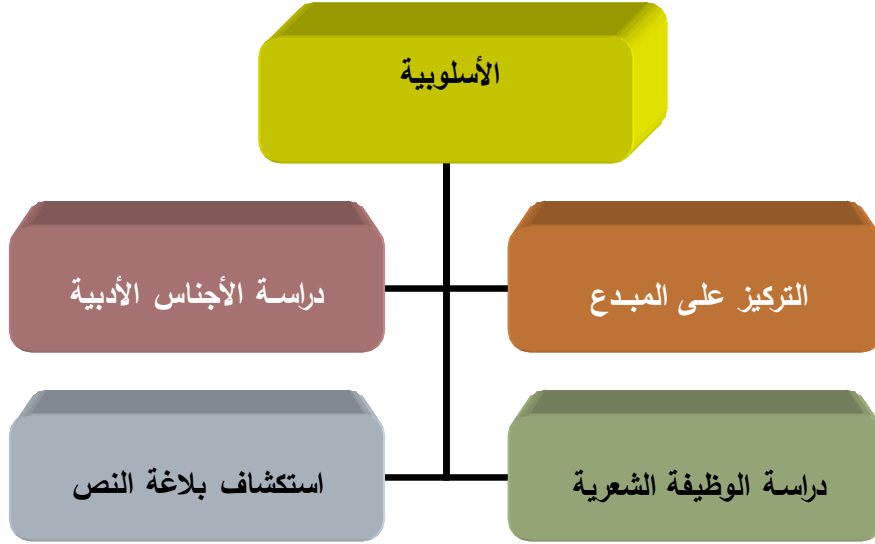 الأسلوبية
التركيز على المبدع
دراسة الأجناس الأدبية
دراسة الوظيفة الشعرية
استكشاف بلاغة النص